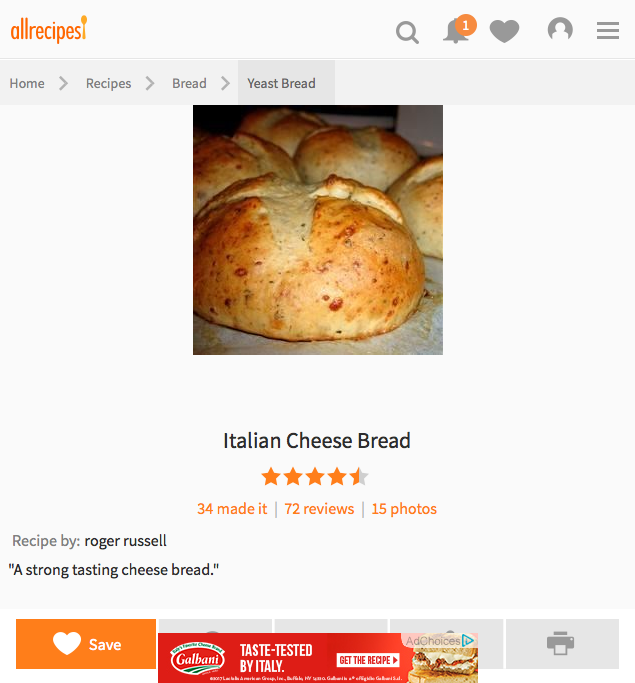 allrecipes
1
Home
Recipes
Bread
Yeast Bread
Italian Cheese Bread
34 made it | 72 reviews | 15 photos
Recipe by: roger russell
"A strong tasting cheese bread."
Save
AdChoices
Galbani
TASTE-TESTED
BY ITALY.
GET THE RECIPE